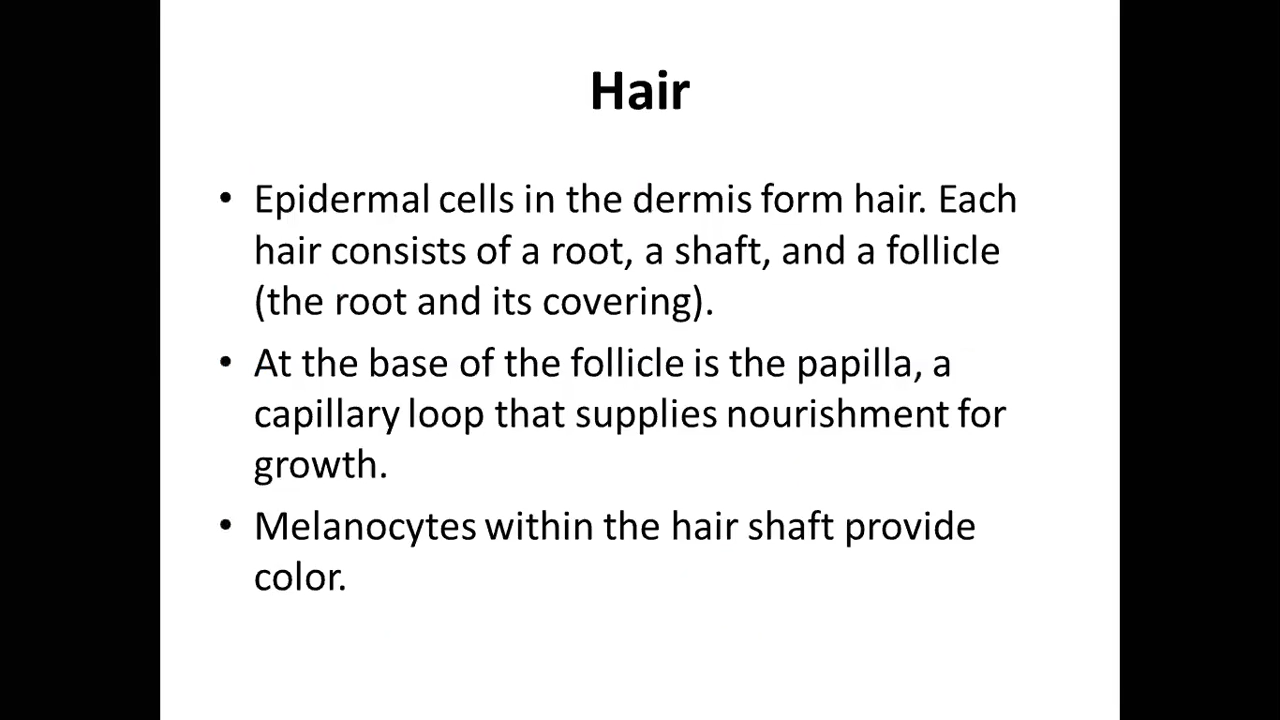 Hair
• Epidermal cells in the dermis form hair. Each
hair consists of a root, a shaft, and a follicle
(the root and its covering).
• At the base of the follicle is the papilla, a
capillary loop that supplies nourishment for
growth.
• Melanocytes within the hair shaft provide
color.